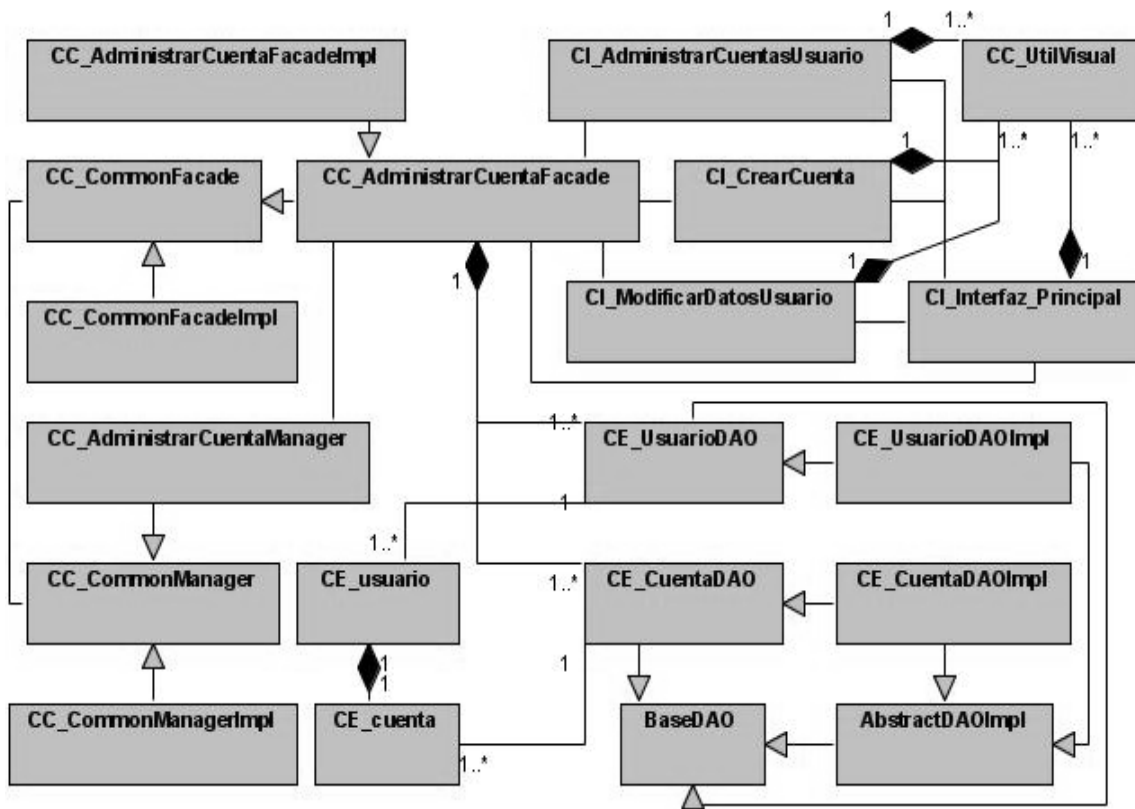 1
1..*
CC_AdministrarCuentaFacadeImpl
CI_AdministrarCuentasUsuario
CC_UtilVisual
1
1..*
1..*
CC_CommonFacade
CC_AdministrarCuentaFacade
CI_CrearCuenta
1
1
1
CI_ModificarDatosUsuario
CI_Interfaz_Principal
CC_CommonFacadeImpl
1..*
CC_AdministrarCuentaManager
CE_UsuarioDAO
CE_UsuarioDAOImpl
1
1..*
CC_CommonManager
CE_usuario
1..*
CE_CuentaDAO
CE_CuentaDAOImpl
1
1
1
CC_CommonManagerImpl
CE_cuenta
BaseDAO
AbstractDAOImpl
1..*